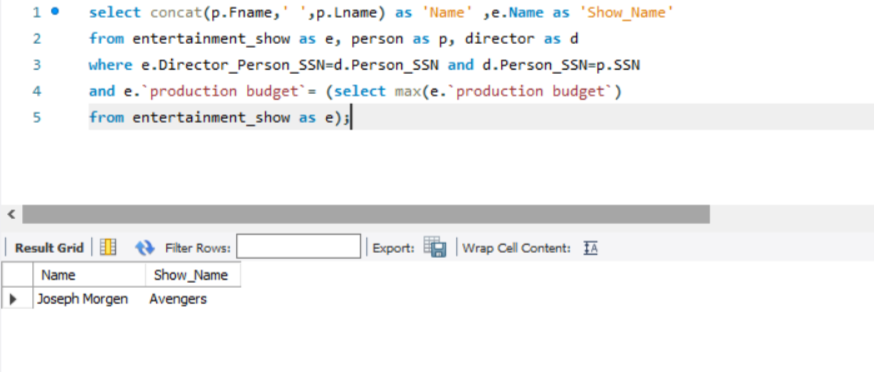 1 select concat(p.Fname,' ',p.Lname) as 'Name' ,e.Name as 'Show_Name'
2 from entertainment_show as e, person as p, director as d
3 where e.Director_Person_SSN=d.Person_SSN and d.Person_SSN=p.SSN
4 and e.`production budget`= (select max(e.`production budget`)
5 from entertainment_show as e);
Result Grid Filter Rows: Export: Wrap Cell Content:
Name Show_Name
Joseph Morgen Avengers